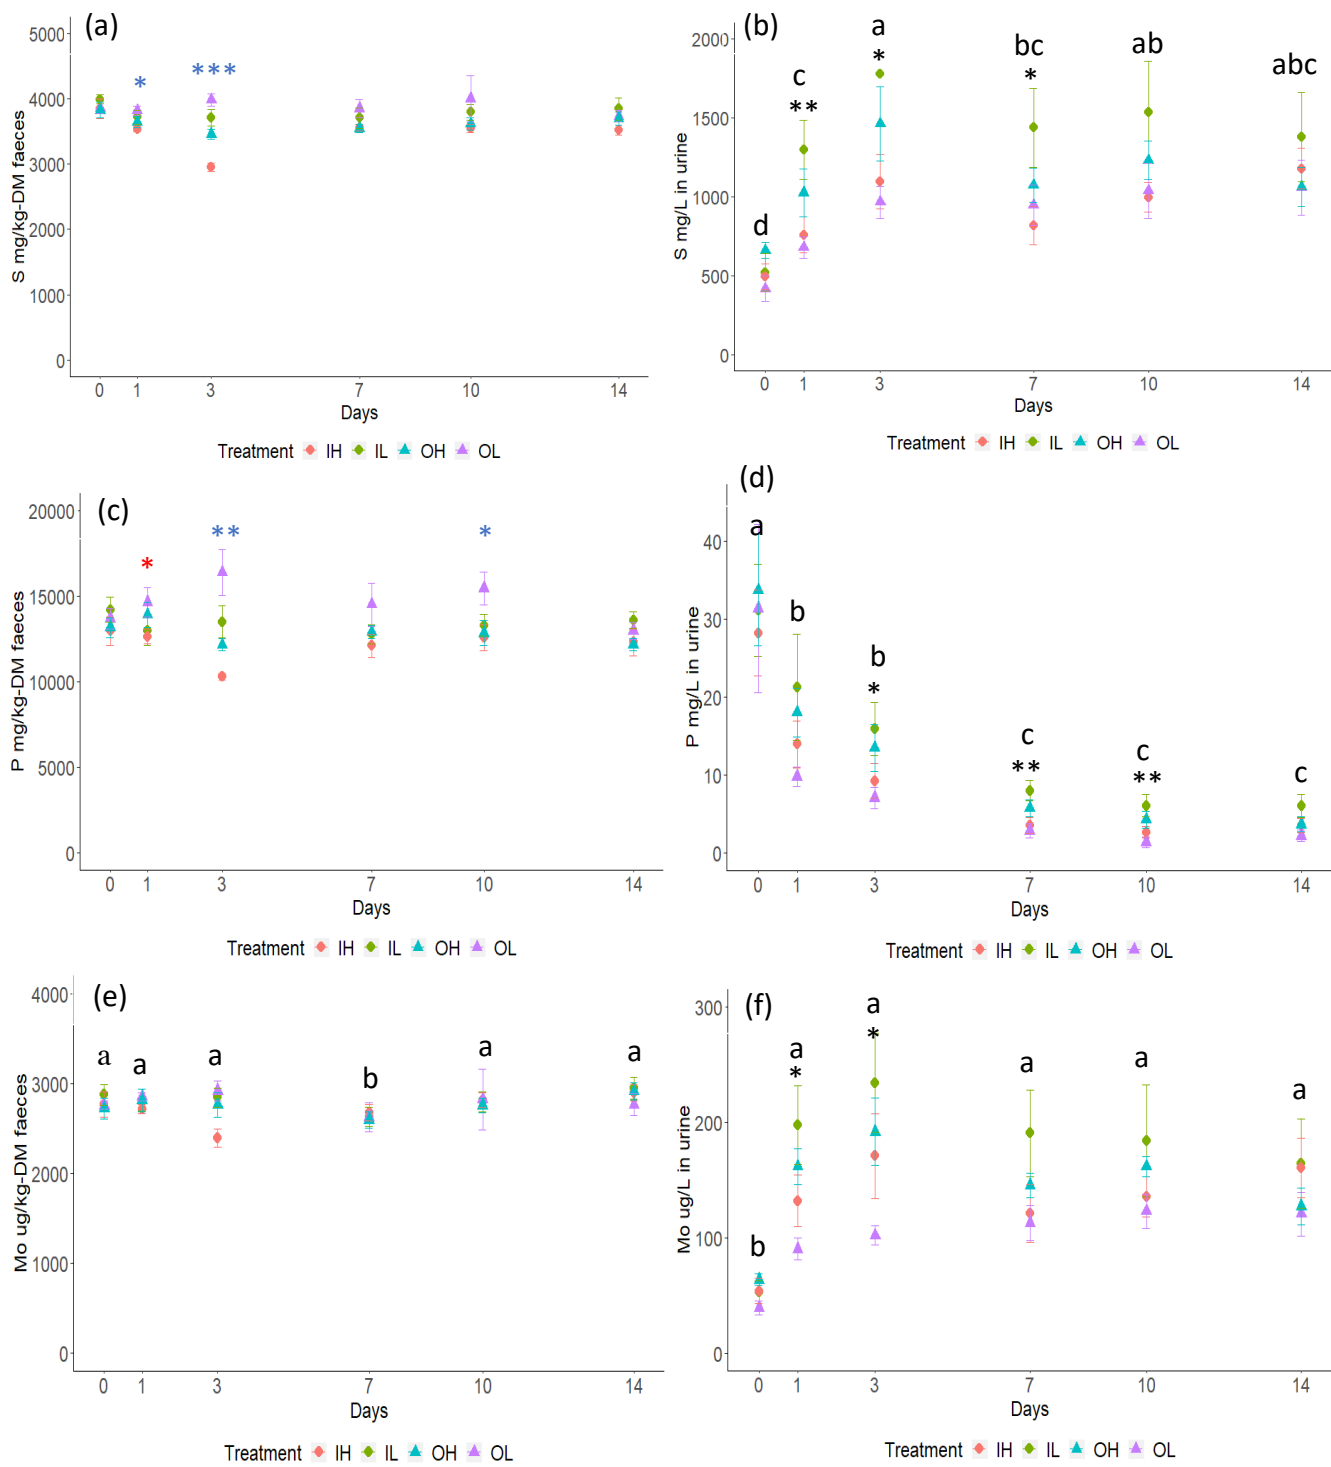 (a)
S mg/kg-DM faeces
5000
4000
3000
2000
1000
0
* ***
0 1 3 7 10 14
Days
Treatment IH IL OH OL
(b)
S mg/L in urine
2000
1500
1000
500
0
d
c
**
a
*
bc
*
ab
abc
0 1 3 7 10 14
Days
Treatment IH IL OH OL
(c)
P mg/kg-DM faeces
20000
15000
10000
5000
0
* ** *
0 1 3 7 10 14
Days
Treatment IH IL OH OL
(d)
P mg/L in urine
40
30
20
10
0
a
b
b
*
c
**
c
**
c
0 1 3 7 10 14
Days
Treatment IH IL OH OL
(e)
Mo ug/kg-DM faeces
4000
3000
2000
1000
0
a a a b a a
0 1 3 7 10 14
Days
Treatment IH IL OH OL
(f)
Mo ug/L in urine
300
200
100
0
b
a
*
a
*
a
a
a
0 1 3 7 10 14
Days
Treatment IH IL OH OL